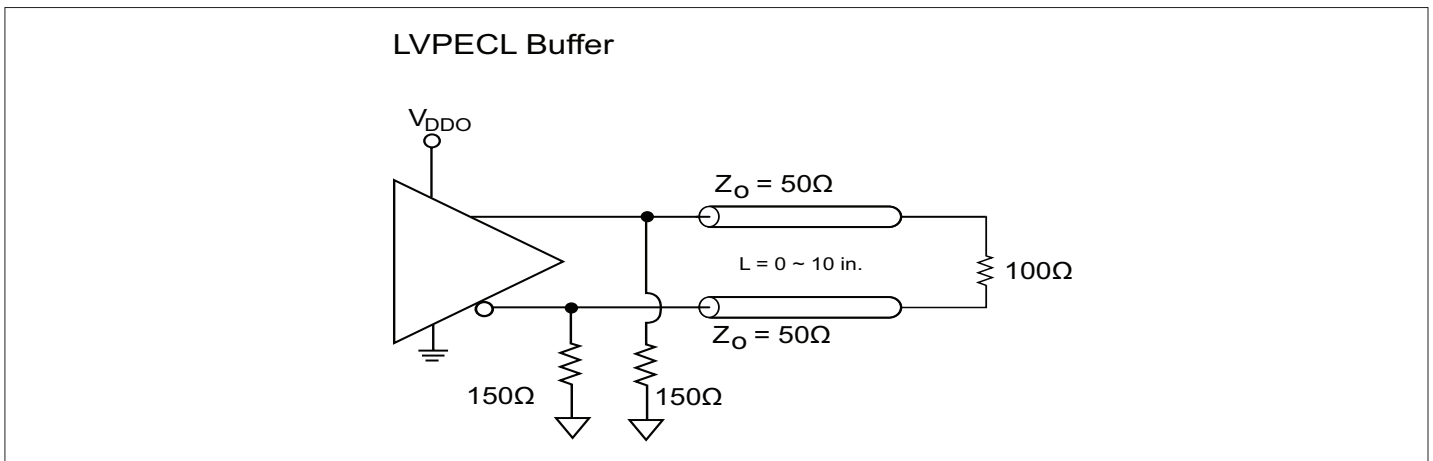 LVPECL Buffer
VDDO
ZO = 50Ω
L = 0 ~ 10 in.
100Ω
ZO = 50Ω
150Ω
150Ω